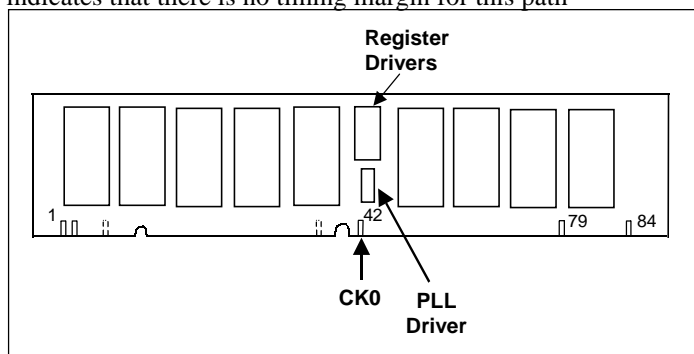 indicates that there is no timing margin for this path
Register
Drivers
1
42
79
84
CK0
PLL
Driver